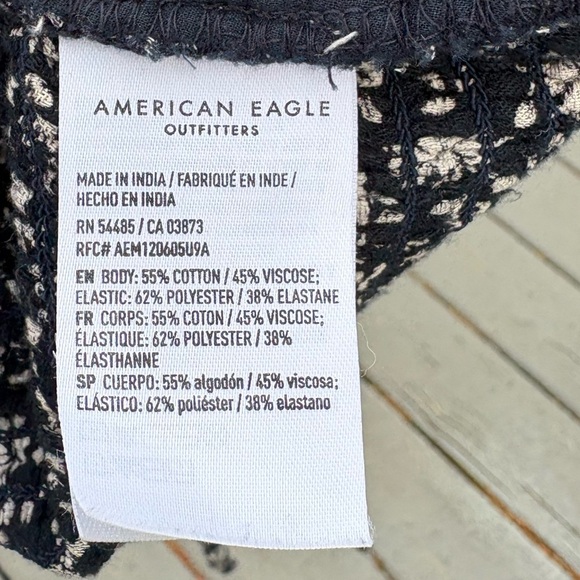 AMERICAN EAGLE
OUTFITTERS
MADE IN INDIA / FABRIQUÉ EN INDE /
HECHO EN INDIA
RN 54485 / CA 03873
RFC# AEM120605U9A
EN BODY: 55% COTTON / 45% VISCOSE;
ELASTIC: 62% POLYESTER / 38% ELASTANE
FR CORPS: 55% COTON / 45% VISCOSE;
ÉLASTIQUE: 62% POLYESTER / 38%
ÉLASTHANNE
SP CUERPO: 55% algodón / 45% viscosa;
ELÁSTICO: 62% poliéster / 38% elastano